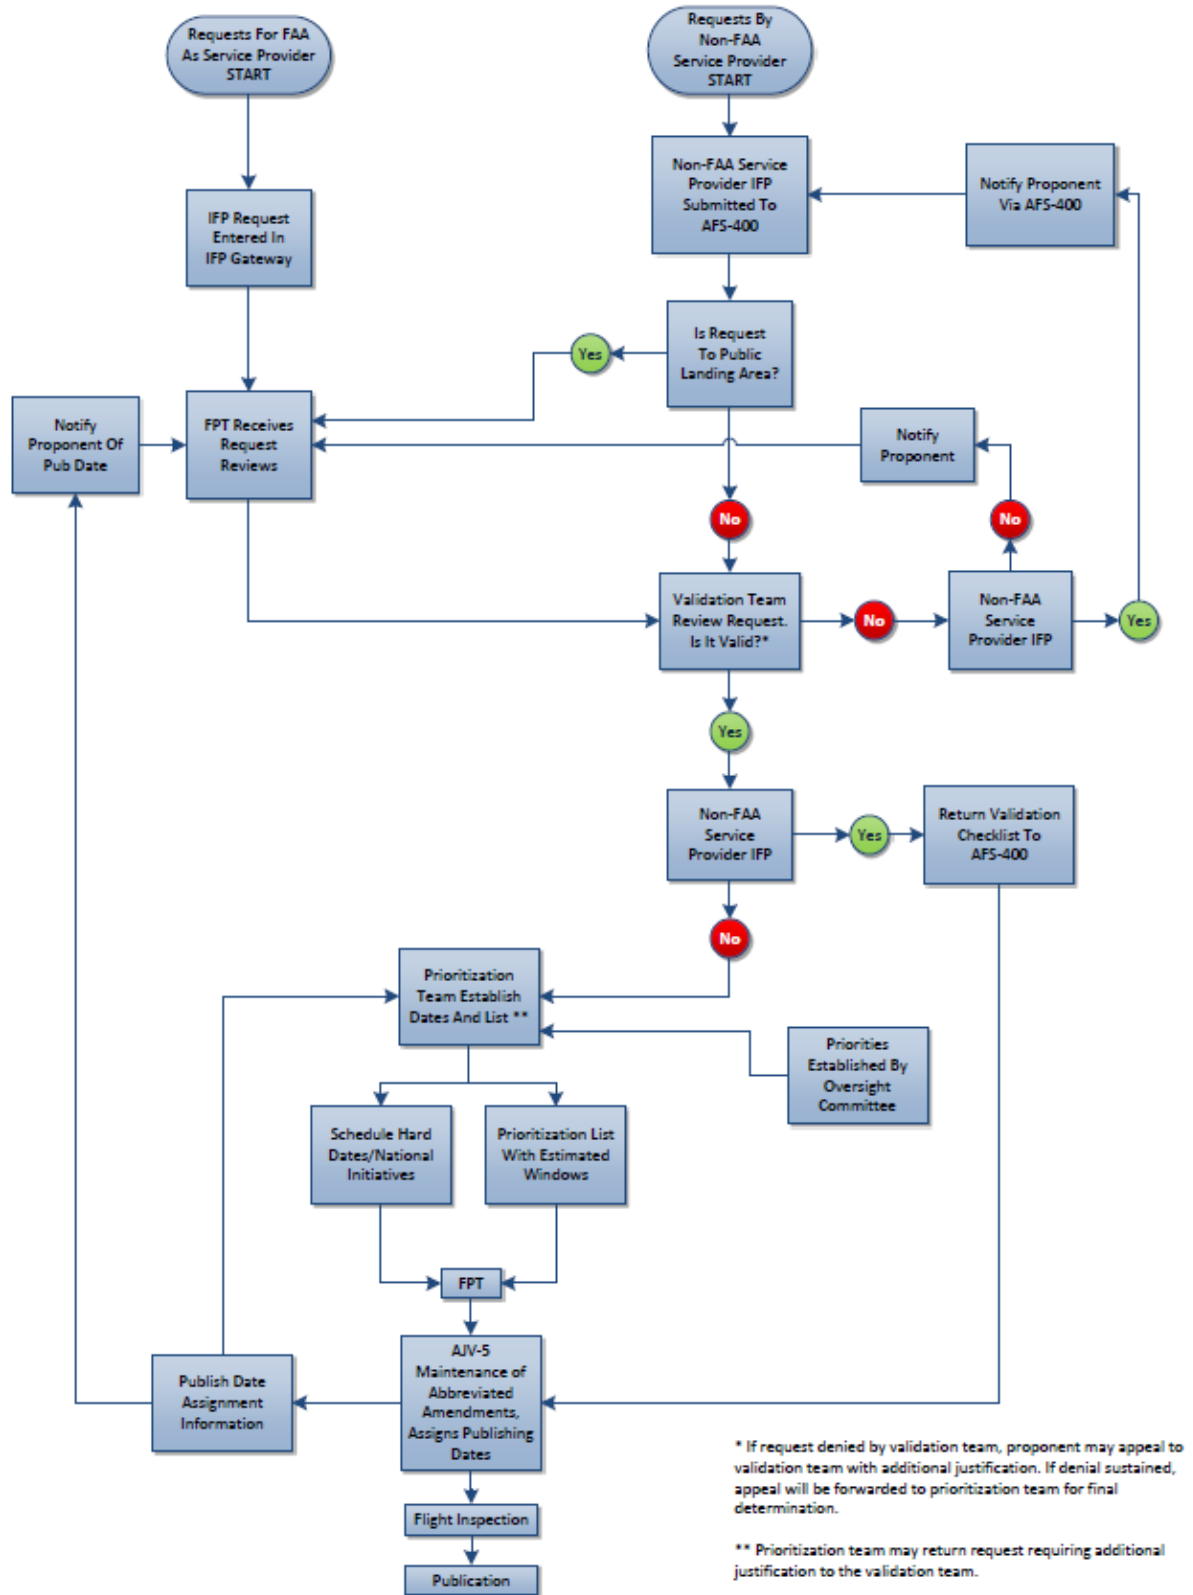 Requests For FAA
As Service Provider
START
Requests By
Non-FAA
Service Provider
START
Non-FAA Service
Provider IFP
Submitted To
AFS-400
Notify Proponent
Via AFS-400
IFP Request
Entered In
IFP Gateway
Is Request
To Public
Landing Area?
Yes
Notify
Proponent Of
Pub Date
FPT Receives
Request
Reviews
Notify
Proponent
No
No
Validation Team
Review Request.
Is It Valid?*
No
Non-FAA
Service
Provider IFP
Yes
Yes
Non-FAA
Service
Provider IFP
Yes
Return Validation
Checklist To
AFS-400
No
Prioritization
Team Establish
Dates And List **
Priorities
Established By
Oversight
Committee
Schedule Hard
Dates/National
Initiatives
Prioritization List
With Estimated
Windows
FPT
AJV-5
Maintenance of
Abbreviated
Amendments,
Assigns Publishing
Dates
Publish Date
Assignment
Information
Flight Inspection
Publication
* If request denied by validation team, proponent may appeal to
validation team with additional justification. If denial sustained,
appeal will be forwarded to prioritization team for final
determination.
** Prioritization team may return request requiring additional
justification to the validation team.